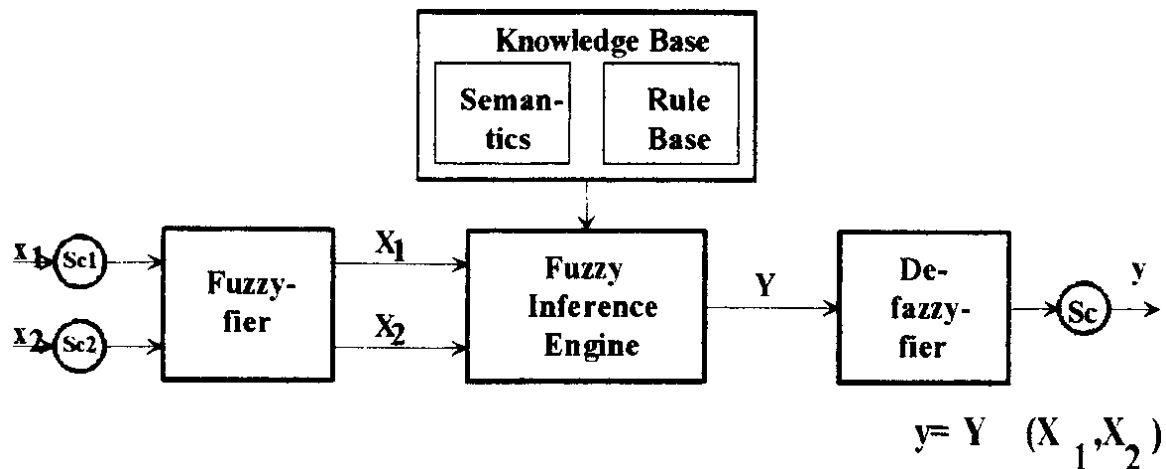 Knowledge Base
Seman-
tics
Rule
Base
x1
Sc1
x2
Sc2
Fuzzy-
fier
X1
X2
Fuzzy
Inference
Engine
Y
De-
fazzy-
fier
Sc
y
y= Y (X1,X2)